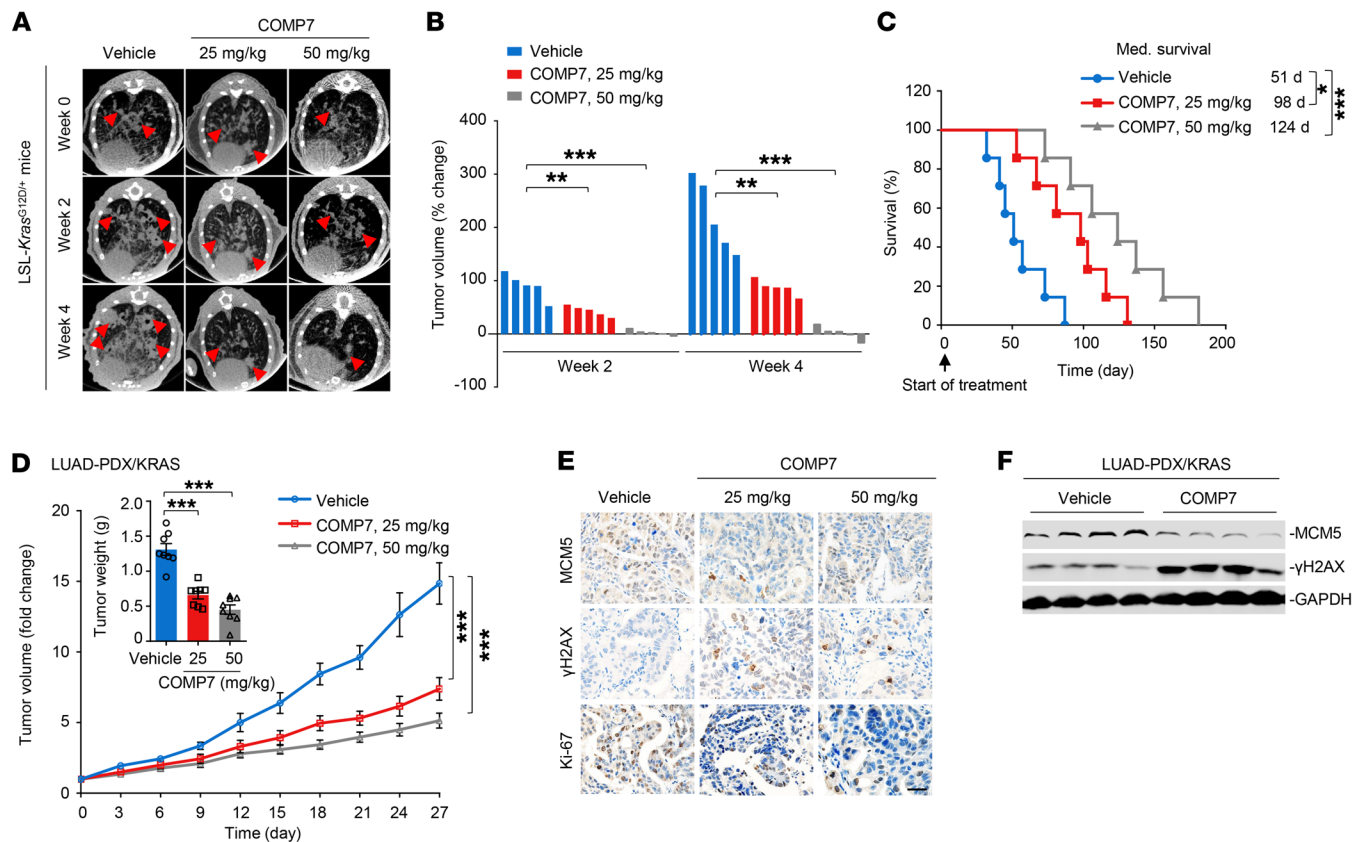 A
COMP7
Vehicle
25 mg/kg
50 mg/kg
LSL-KrasG12D/+ mice
Week 0
Week 2
Week 4
B
Vehicle
COMP7, 25 mg/kg
COMP7, 50 mg/kg
Tumor volume (% change)
400
300
200
100
0
-100
***
**
***
**
Week 2
Week 4
C
Med. survival
Vehicle
51 d
COMP7, 25 mg/kg
98 d
COMP7, 50 mg/kg
124 d
*
***
Survival (%)
120
100
80
60
40
20
0
0
50
100
150
200
Start of treatment
Time (day)
D
LUAD-PDX/KRAS
Tumor volume (fold change)
20
15
10
5
0
0
3
6
9
12
15
18
21
24
27
Time (day)
Tumor weight (g)
2.0
1.5
1.0
0.5
0
***
***
Vehicle
25
50
COMP7 (mg/kg)
Vehicle
COMP7, 25 mg/kg
COMP7, 50 mg/kg
***
***
E
COMP7
Vehicle
25 mg/kg
50 mg/kg
MCM5
γH2AX
Ki-67
F
LUAD-PDX/KRAS
Vehicle
COMP7
-MCM5
-γH2AX
-GAPDH